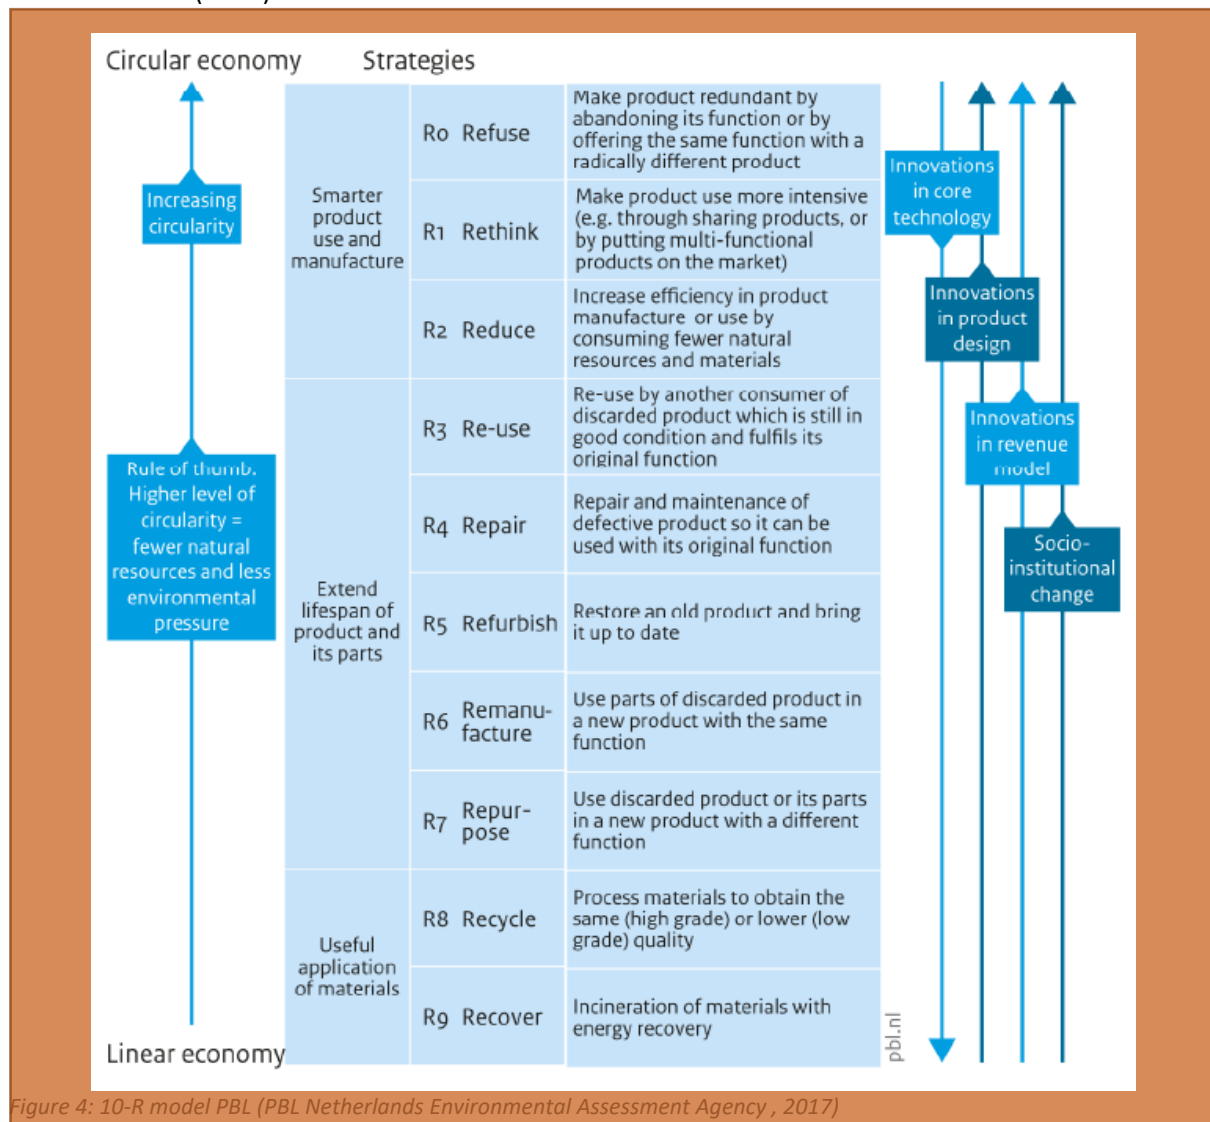 Circular economy
Strategies
Increasing
circularity
Rule of thumb.
Higher level of
circularity =
fewer natural
resources and less
environmental
pressure
Linear economy
Smarter
product
use and
manufacture
R0 Refuse
Make product redundant by
abandoning its function or by
offering the same function with a
radically different product
R1 Rethink
Make product use more intensive
(e.g. through sharing products, or
by putting multi-functional
products on the market)
R2 Reduce
Increase efficiency in product
manufacture or use by
consuming fewer natural
resources and materials
Extend
lifespan of
product and
its parts
R3 Re-use
Re-use by another consumer of
discarded product which is still in
good condition and fulfils its
original function
R4 Repair
Repair and maintenance of
defective product so it can be
used with its original function
R5 Refurbish
Restore an old product and bring
it up to date
R6 Remanu-
facture
Use parts of discarded product in
a new product with the same
function
R7 Repur-
pose
Use discarded product or its parts
in a new product with a different
function
Useful
application
of materials
R8 Recycle
Process materials to obtain the
same (high grade) or lower (low
grade) quality
R9 Recover
Incineration of materials with
energy recovery
Innovations
in core
technology
Innovations
in product
design
Innovations
in revenue
model
Socio-
institutional
change
pbl.nl
Figure 4: 10-R model PBL (PBL Netherlands Environmental Assessment Agency , 2017)